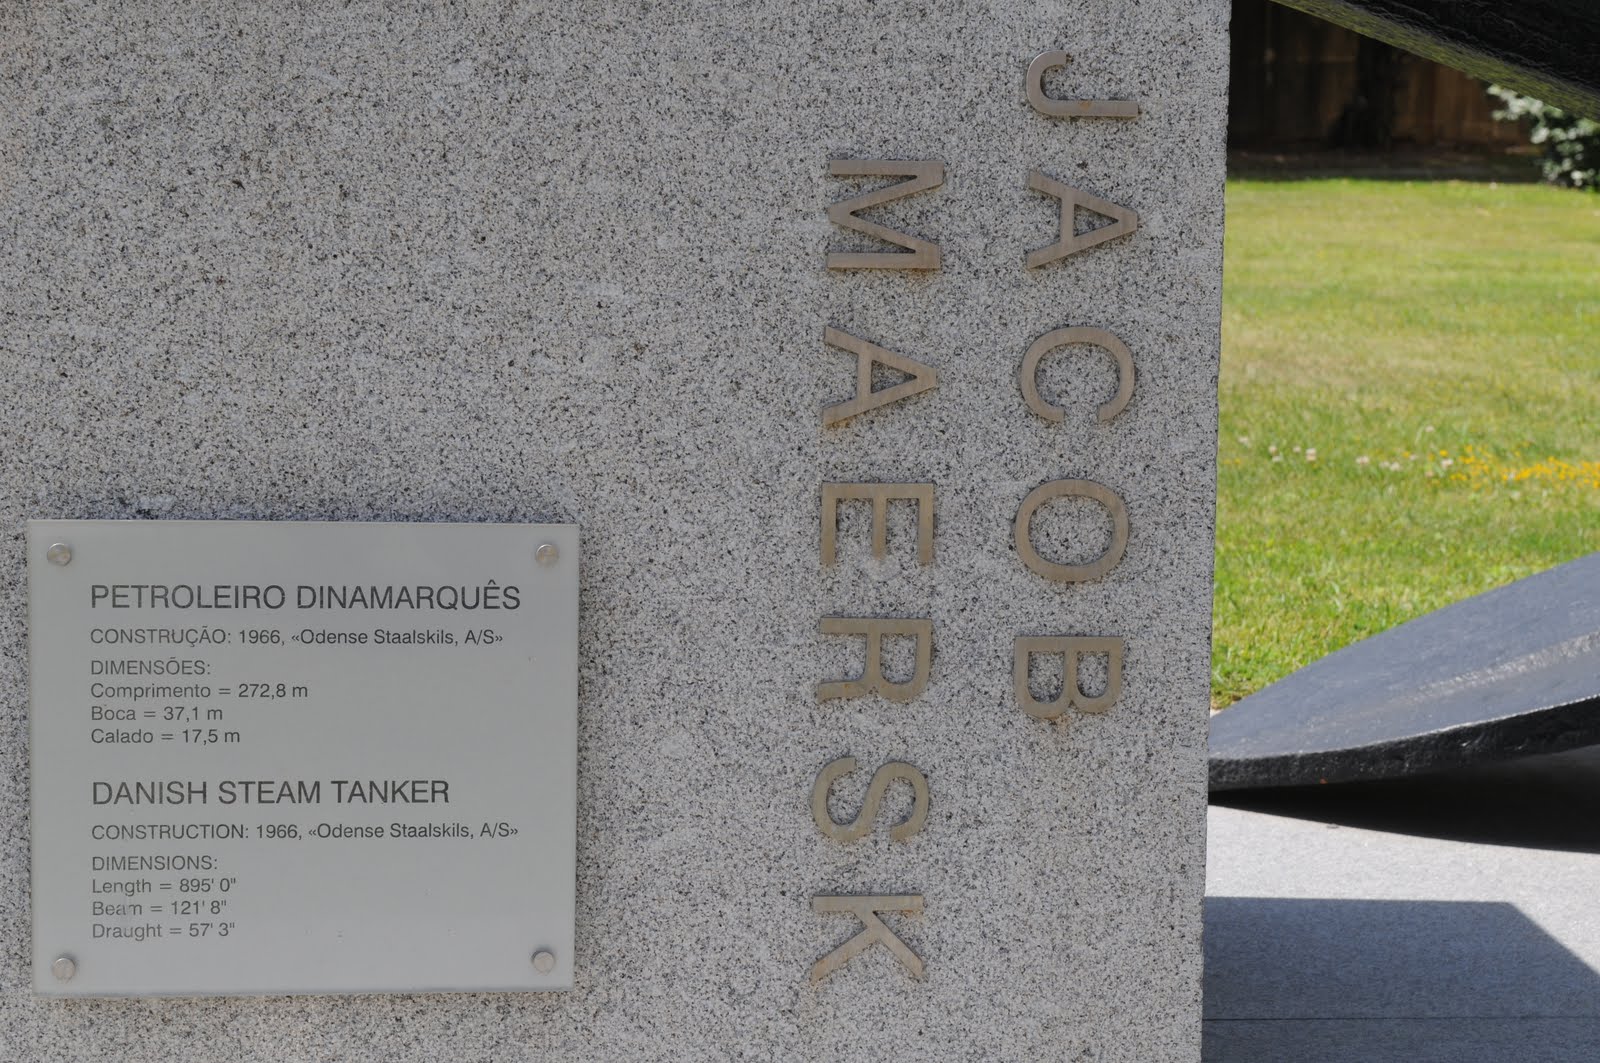 JACOB
MAERSK
PETROLEIRO DINAMARQUÊS
CONSTRUÇÃO: 1966, «Odense Staalskils, A/S»
DIMENSÕES:
Comprimento = 272,8 m
Boca = 37,1 m
Calado = 17,5 m
DANISH STEAM TANKER
CONSTRUCTION: 1966, «Odense Staalskils, A/S»
DIMENSIONS:
Length = 895' 0"
Beam = 121' 8"
Draught = 57' 3"